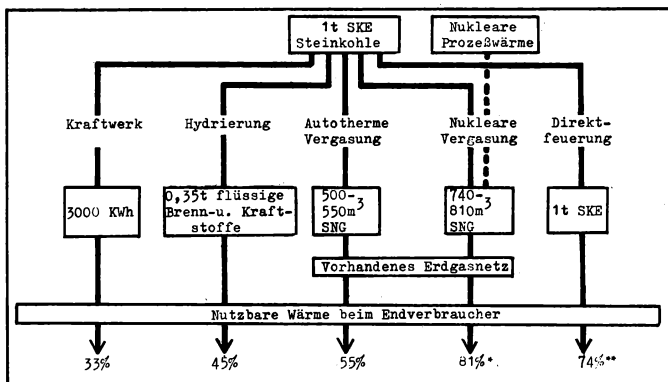 1t SKE
Steinkohle
Nukleare
Prozeßwärme
Kraftwerk
Hydrierung
Autotherme
Vergasung
Nukleare
Vergasung
Direkt-
feuerung
3000 KWh
0,35t flüssige
Brenn-u. Kraft-
stoffe
500-
550m³
SNG
740-
810m³
SNG
1t SKE
Vorhandenes Erdgasnetz
Nutzbare Wärme beim Endverbraucher
33%
45%
55%
81%*
74%**